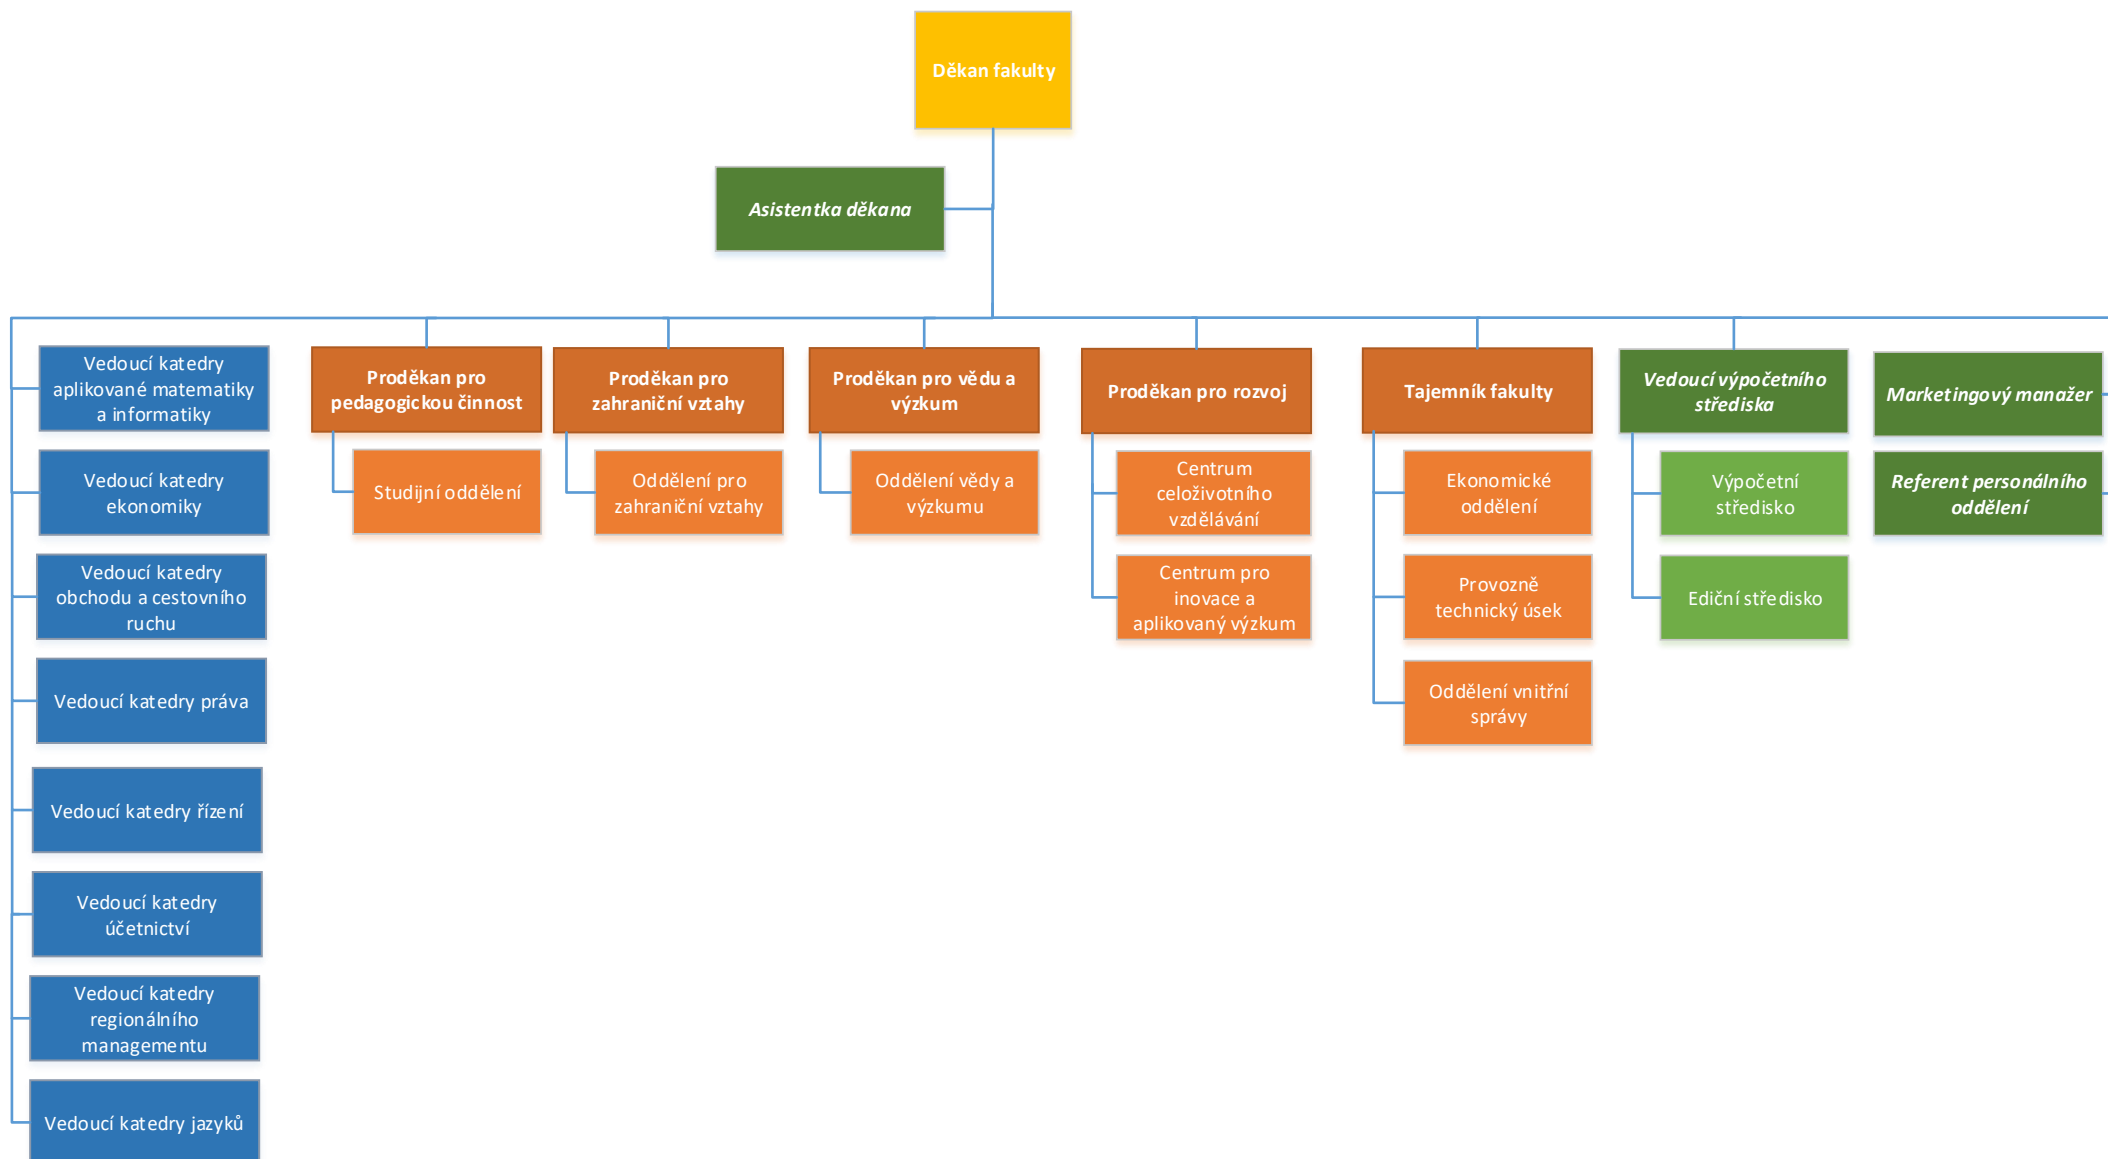 Děkan fakulty
Asistentka děkana
Vedoucí katedry
aplikované matematiky
a informatiky
Vedoucí katedry
ekonomiky
Vedoucí katedry
obchodu a cestovního
ruchu
Vedoucí katedry práva
Vedoucí katedry řízení
Vedoucí katedry
účetnictví
Vedoucí katedry
regionálního
managementu
Vedoucí katedry jazyků
Proděkan pro
pedagogickou činnost
Studijní oddělení
Proděkan pro
zahraniční vztahy
Oddělení pro
zahraniční vztahy
Proděkan pro vědu a
výzkum
Oddělení vědy a
výzkumu
Proděkan pro rozvoj
Centrum
celoživotního
vzdělávání
Centrum pro
inovace a
aplikovaný výzkum
Tajemník fakulty
Ekonomické
oddělení
Provozně
technický úsek
Oddělení vnitřní
správy
Vedoucí výpočetního
střediska
Výpočetní
středisko
Ediční středisko
Marketingový manažer
Referent personálního
oddělení